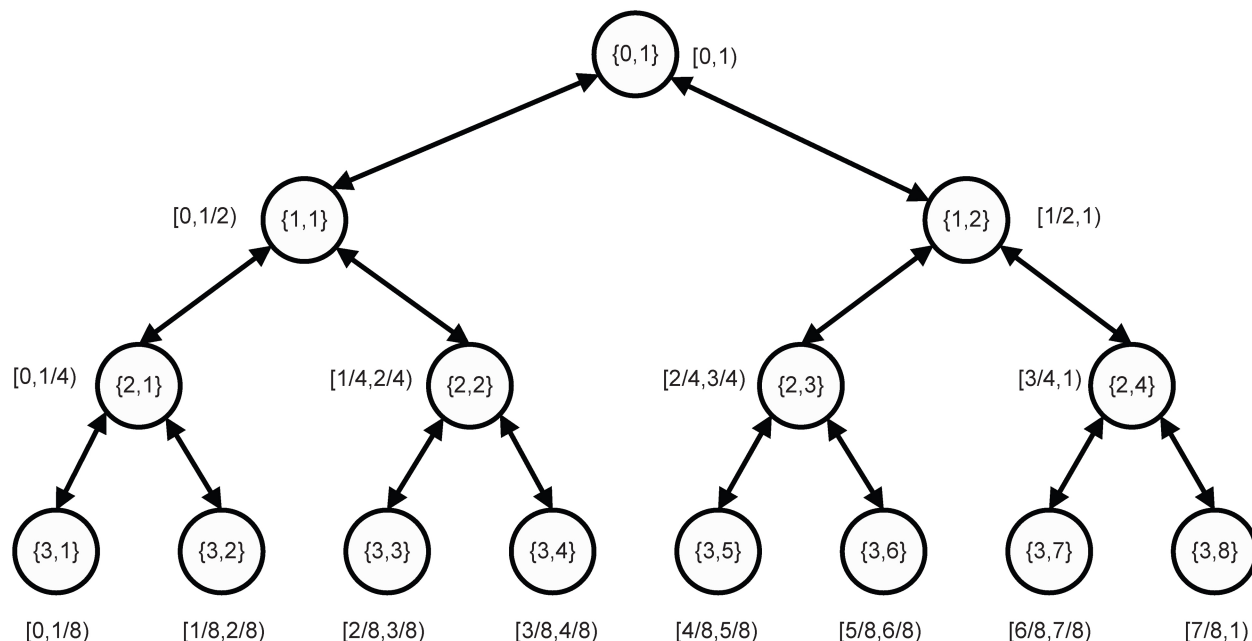 {0,1} [0,1)
[0,1/2) {1,1} {1,2} [1/2,1)
[0,1/4) {2,1} [1/4,2/4) {2,2} [2/4,3/4) {2,3} [3/4,1) {2,4}
{3,1} {3,2} {3,3} {3,4} {3,5} {3,6} {3,7} {3,8}
[0,1/8) [1/8,2/8) [2/8,3/8) [3/8,4/8) [4/8,5/8) [5/8,6/8) [6/8,7/8) [7/8,1)